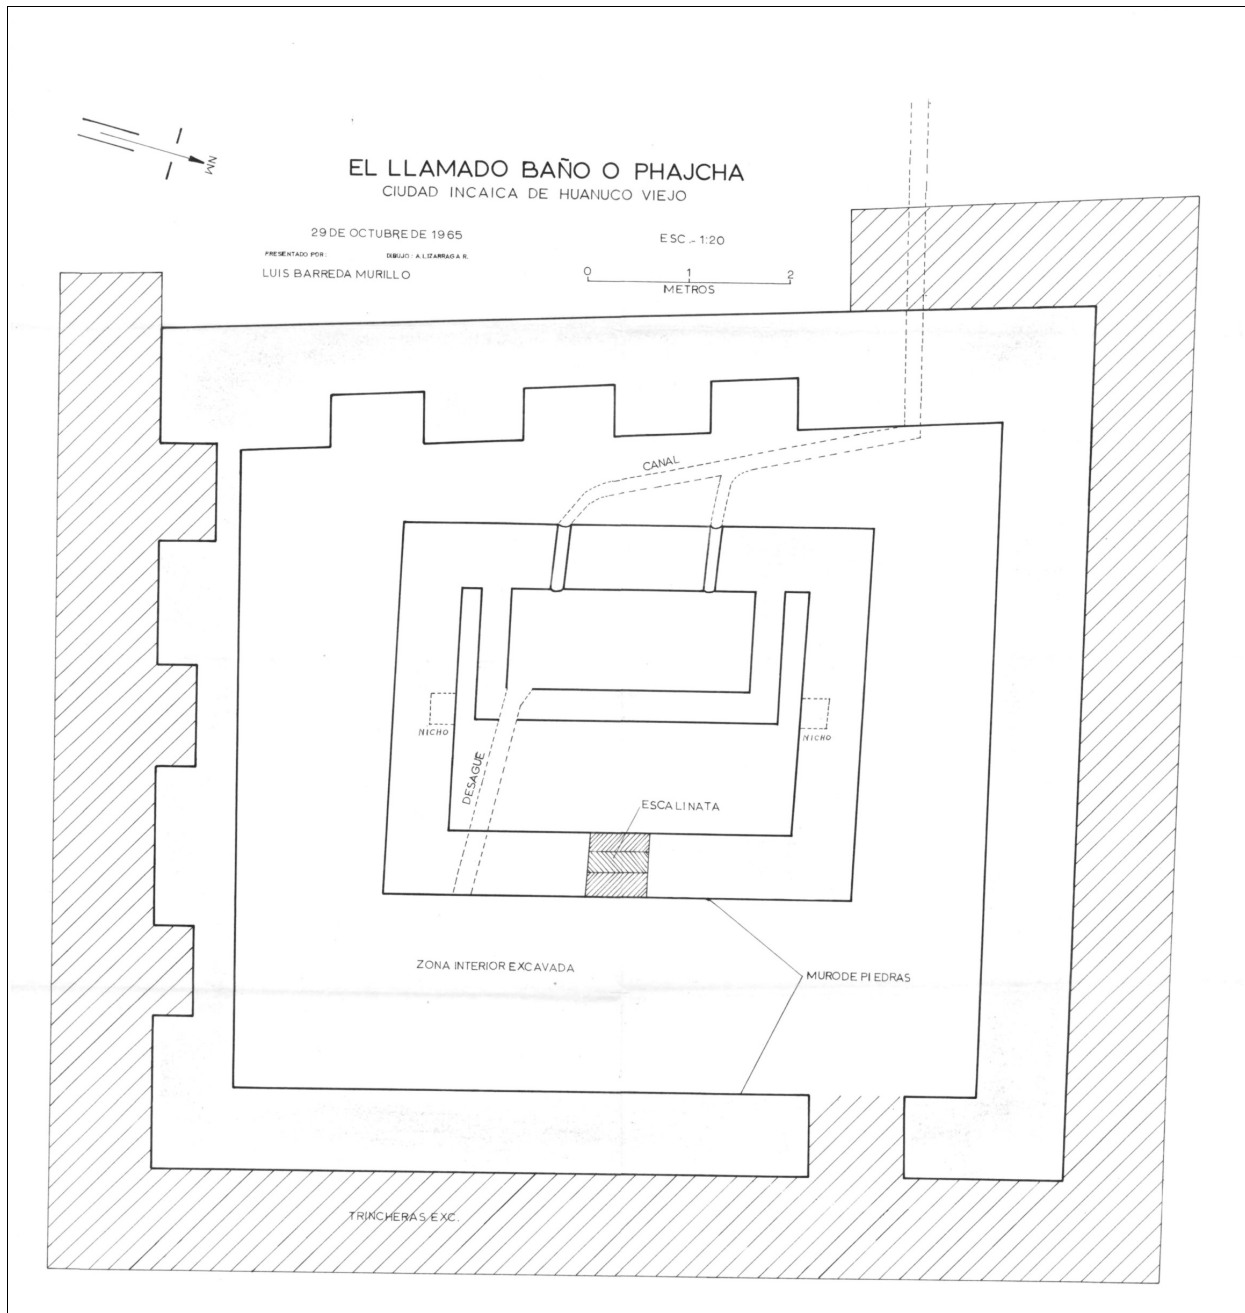 NM
EL LLAMADO BAÑO O PHAJCHA
CIUDAD INCAICA DE HUANUCO VIEJO
29 DE OCTUBRE DE 1965
ESC.- 1:20
PRESENTADO POR:
DIBUJO: A. LIZARRAGA R.
LUIS BARREDA MURILLO
0 1 2
METROS
CANAL
NICHO
NICHO
DESAGUE
ESCALINATA
ZONA INTERIOR EXCAVADA
MURO DE PIEDRAS
TRINCHERAS EXC.